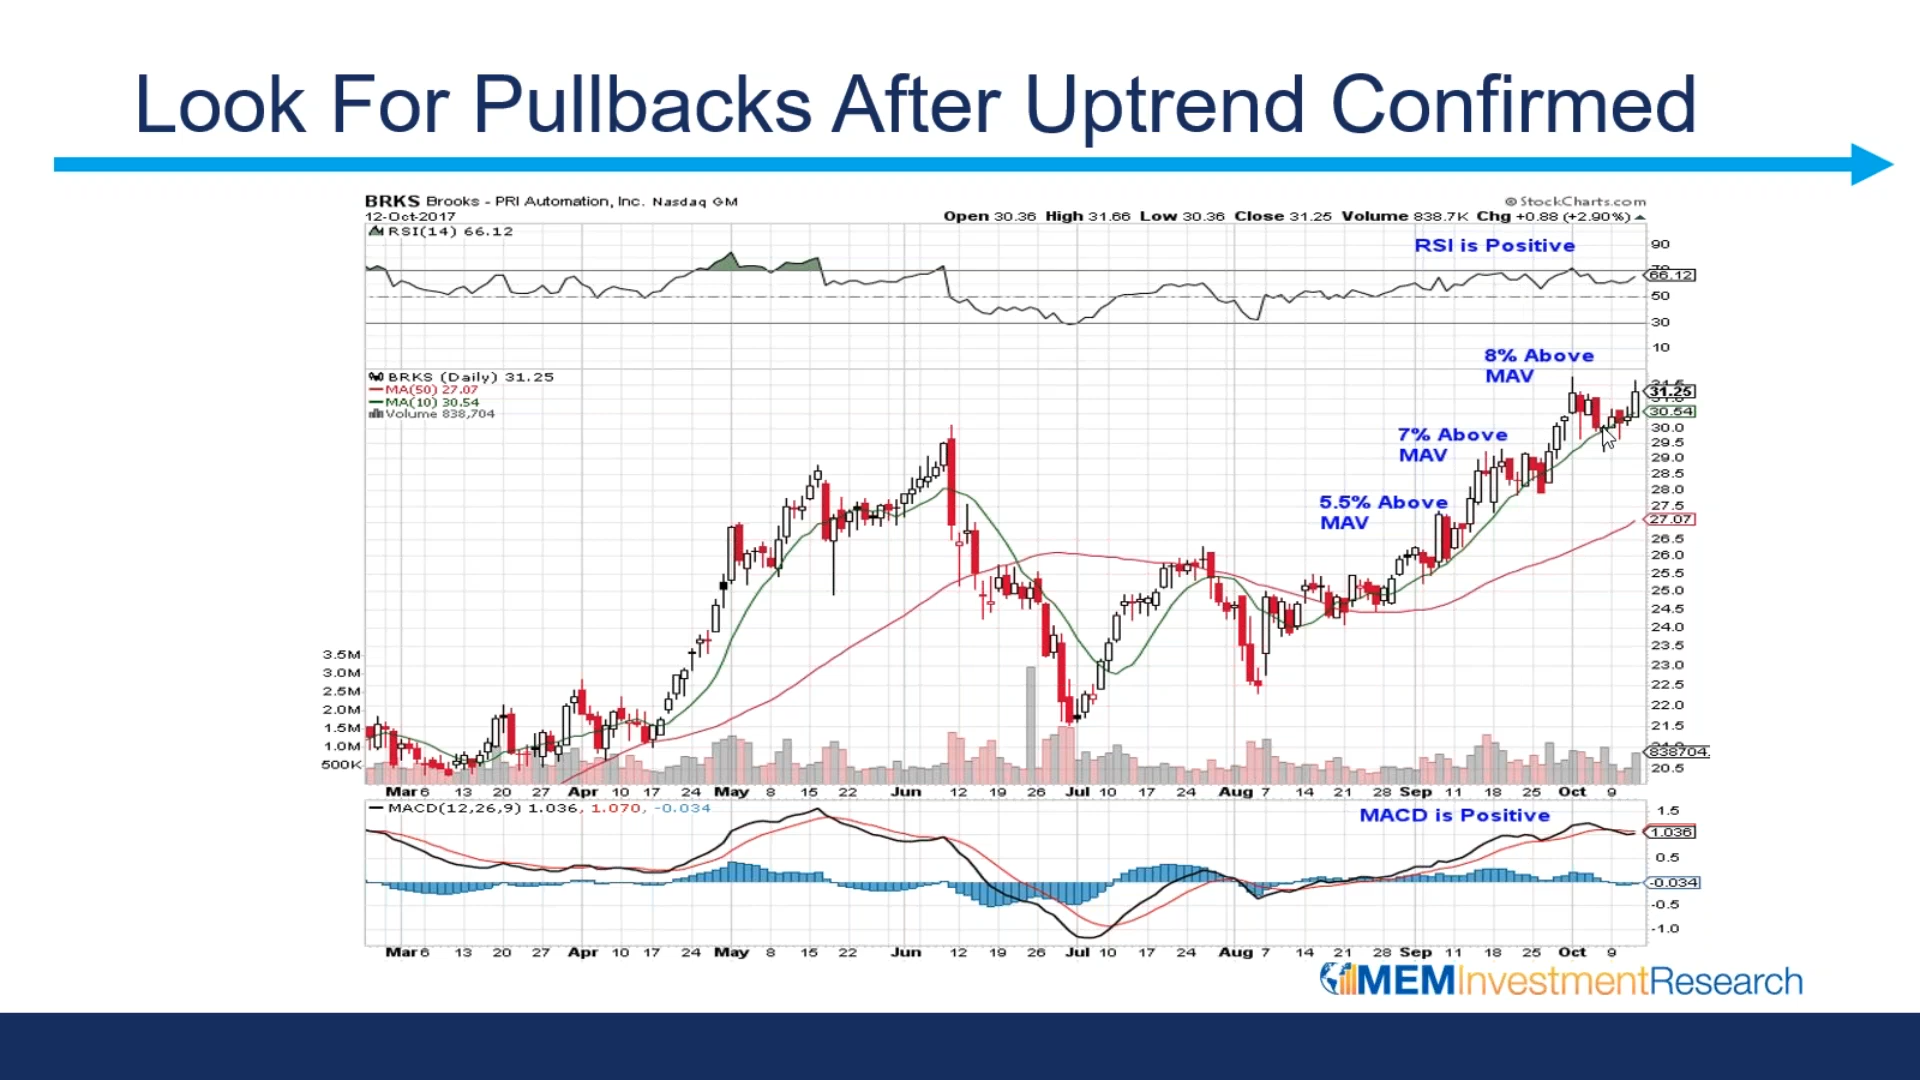 Look For Pullbacks After Uptrend Confirmed
BRKS Brooks - PRI Automation, Inc. Nasdaq GM
© StockCharts.com
12-Oct-2017
Open 30.36 High 31.66 Low 30.36 Close 31.25 Volume 838.7K Chg +0.88 (+2.90%)
RSI(14) 66.12
RSI is Positive
90
70
66.12
50
30
10
8% Above
MAV
BRKS (Daily) 31.25
MA(50) 27.07
MA(10) 30.54
Volume 838,704
7% Above
MAV
5.5% Above
MAV
31.5
31.25
31.0
30.54
30.0
29.5
29.0
28.5
28.0
27.5
27.07
26.5
26.0
25.5
25.0
24.5
24.0
23.5
23.0
22.5
22.0
21.5
21.0
838704
20.5
3.5M
3.0M
2.5M
2.0M
1.5M
1.0M
500K
Mar 6 13 20 27 Apr 10 17 24 May 8 15 22 Jun 12 19 26 Jul 10 17 24 Aug 7 14 21 28 Sep 11 18 25 Oct 9
MACD(12,26,9) 1.036, 1.070, -0.034
MACD is Positive
1.5
1.036
0.5
-0.034
-0.5
-1.0
Mar 6 13 20 27 Apr 10 17 24 May 8 15 22 Jun 12 19 26 Jul 10 17 24 Aug 7 14 21 28 Sep 11 18 25 Oct 9
MEMInvestmentResearch